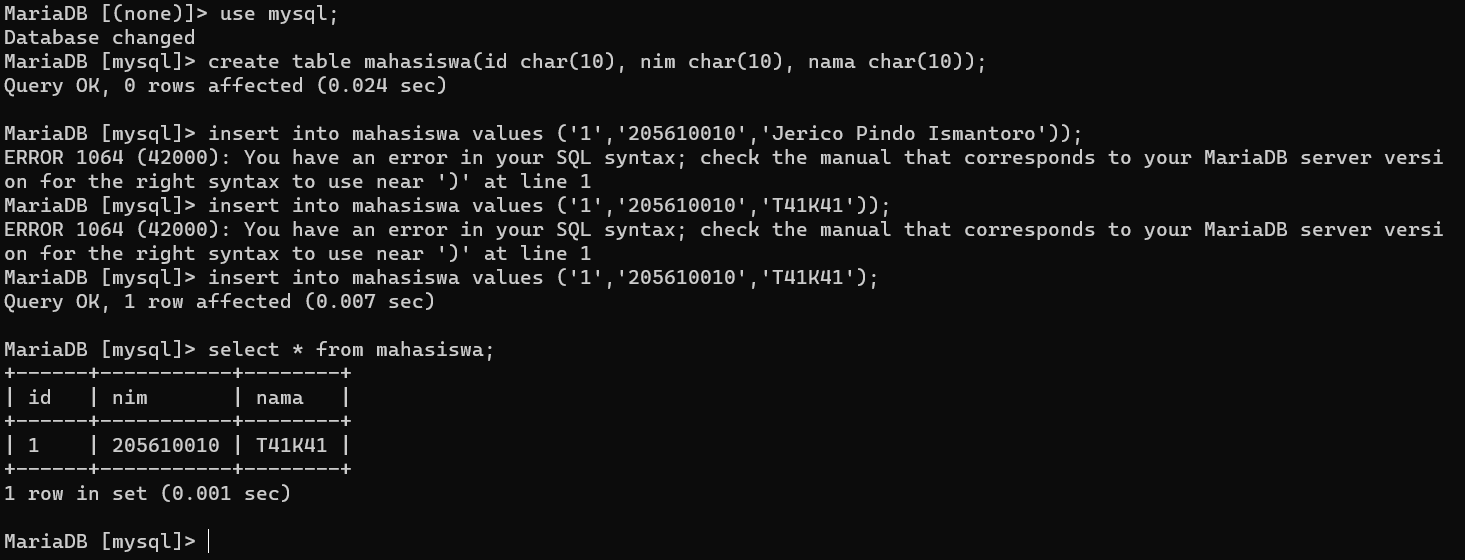 MariaDB [(none)]> use mysql;
Database changed
MariaDB [mysql]> create table mahasiswa(id char(10), nim char(10), nama char(10));
Query OK, 0 rows affected (0.024 sec)
MariaDB [mysql]> insert into mahasiswa values ('1','205610010','Jerico Pindo Ismantoro'));
ERROR 1064 (42000): You have an error in your SQL syntax; check the manual that corresponds to your MariaDB server versi
on for the right syntax to use near ')' at line 1
MariaDB [mysql]> insert into mahasiswa values ('1','205610010','T41K41'));
ERROR 1064 (42000): You have an error in your SQL syntax; check the manual that corresponds to your MariaDB server versi
on for the right syntax to use near ')' at line 1
MariaDB [mysql]> insert into mahasiswa values ('1','205610010','T41K41');
Query OK, 1 row affected (0.007 sec)
MariaDB [mysql]> select * from mahasiswa;
+------+-----------+--------+
| id   | nim       | nama   |
+------+-----------+--------+
| 1    | 205610010 | T41K41 |
+------+-----------+--------+
1 row in set (0.001 sec)
MariaDB [mysql]>